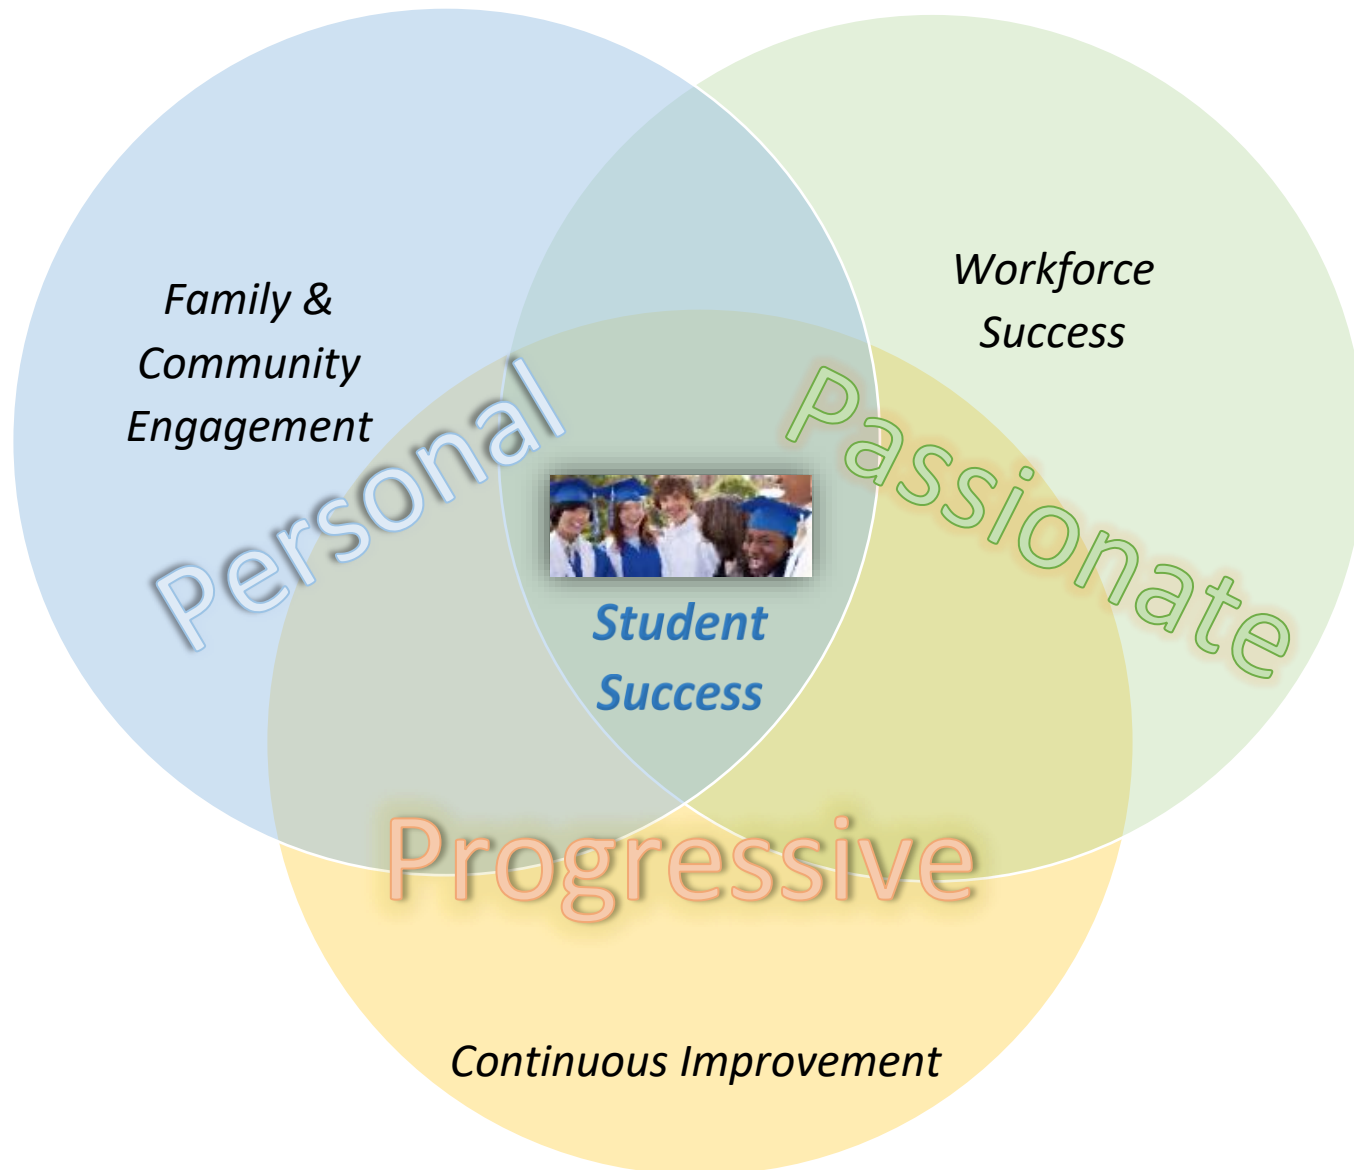 Family &
Community
Engagement
Workforce
Success
Personal
Passionate
Student
Success
Progressive
Continuous Improvement